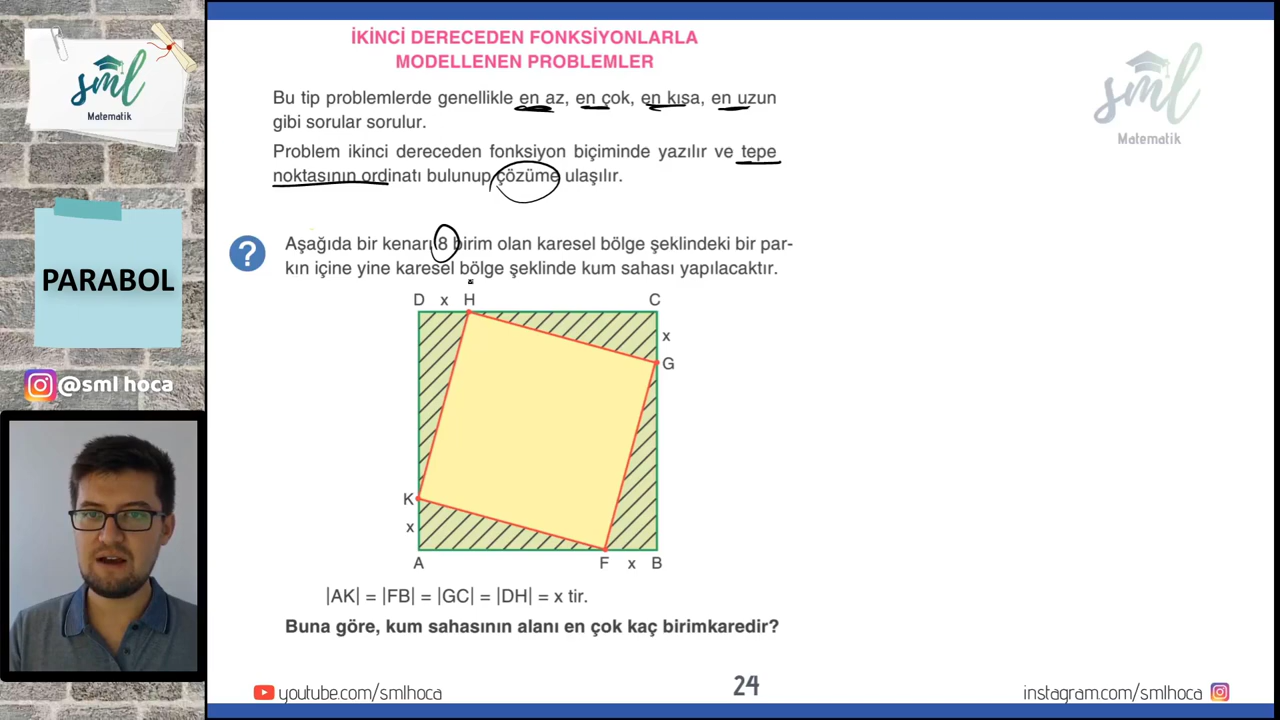 sml
Matematik
PARABOL
@sml hoca
İKİNCİ DERECEDEN FONKSİYONLARLA
MODELLENEN PROBLEMLER
sml
Matematik
Bu tip problemlerde genellikle en az, en çok, en kısa, en uzun
gibi sorular sorulur.
Problem ikinci dereceden fonksiyon biçiminde yazılır ve tepe
noktasının ordinatı bulunup çözüme ulaşılır.
?
Aşağıda bir kenarı 8 birim olan karesel bölge şeklindeki bir par-
kın içine yine karesel bölge şeklinde kum sahası yapılacaktır.
D x H C
x
G
K
x
A F x B
|AK| = |FB| = |GC| = |DH| = x tir.
Buna göre, kum sahasının alanı en çok kaç birimkaredir?
youtube.com/smlhoca
24
instagram.com/smlhoca